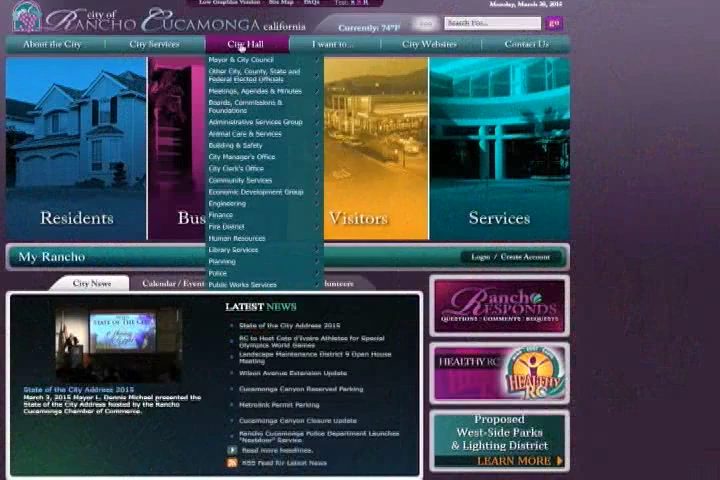 Low Graphics Version
Site Map
FAQs
Text:
Monday, March 30, 2015
city of
RANCHO CUCAMONGA california
Currently: 74°F
Search For...
go
About the City
City Services
City Hall
I want to...
City Websites
Contact Us
Mayor & City Council
Other City, County, State and
Federal Elected Officials
Meetings, Agendas & Minutes
Boards, Commissions &
Foundations
Administrative Services Group
Animal Care & Services
Building & Safety
City Manager's Office
City Clerk's Office
Community Services
Economic Development Group
Engineering
Finance
Fire District
Human Resources
Library Services
Planning
Police
Public Works Services
Residents
Bus
Visitors
Services
My Rancho
Login / Create Account
City News
Calendar / Event
lunteers
LATEST NEWS
State of the City Address 2015
RC to Host Cote d'Ivoire Athletes for Special
Olympics World Games
Landscape Maintenance District 9 Open House
Meeting
Wilson Avenue Extension Update
Cucamonga Canyon Reserved Parking
Metrolink Permit Parking
Cucamonga Canyon Closure Update
Rancho Cucamonga Police Department Launches
"Nextdoor" Service
Read more headlines.
RSS Feed for Latest News
STATE OF THE CITY
State of the City Address 2015
March 3, 2015 Mayor L. Dennis Michael presented the
State of the City Address hosted by the Rancho
Cucamonga Chamber of Commerce.
Rancho
RESPONDS
QUESTIONS COMMENTS REQUESTS
HEALTHY RC
HEALTHY
RC
Proposed
West-Side Parks
& Lighting District
LEARN MORE